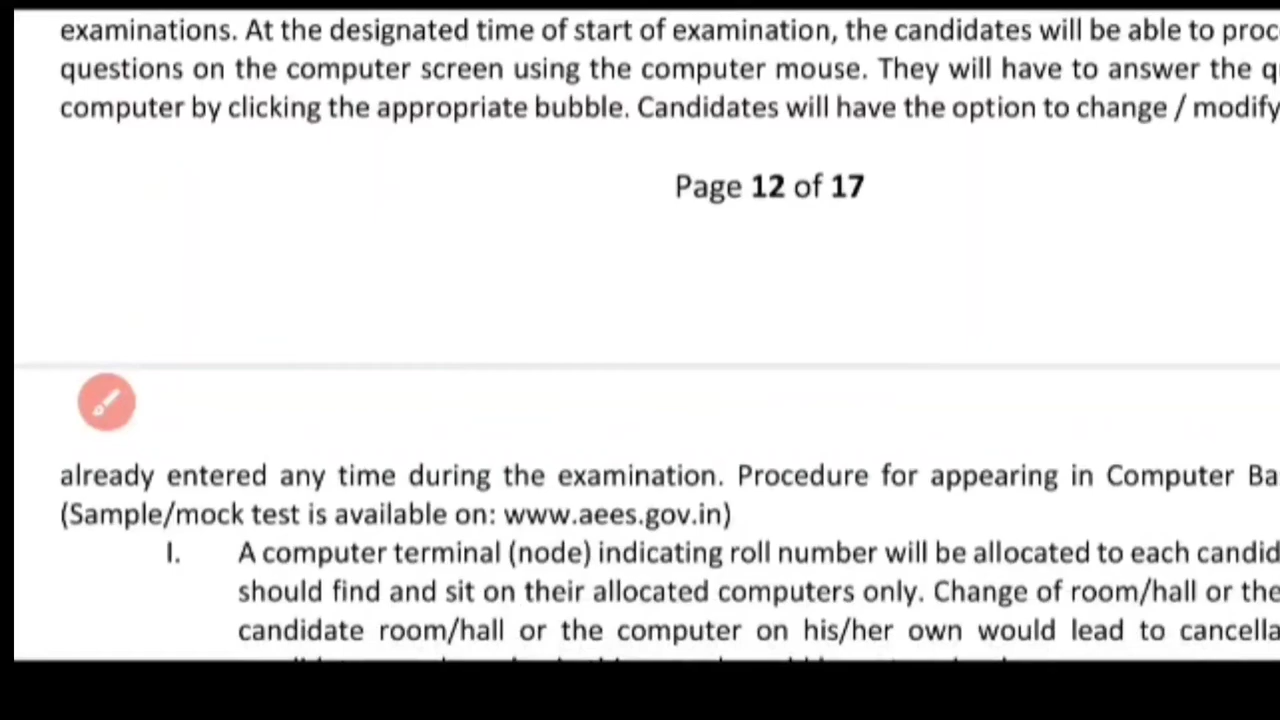 examinations. At the designated time of start of examination, the candidates will be able to proc
questions on the computer screen using the computer mouse. They will have to answer the q
computer by clicking the appropriate bubble. Candidates will have the option to change / modify
Page 12 of 17
already entered any time during the examination. Procedure for appearing in Computer Ba
(Sample/mock test is available on: www.aees.gov.in)
I. A computer terminal (node) indicating roll number will be allocated to each candid
should find and sit on their allocated computers only. Change of room/hall or the
candidate room/hall or the computer on his/her own would lead to cancella